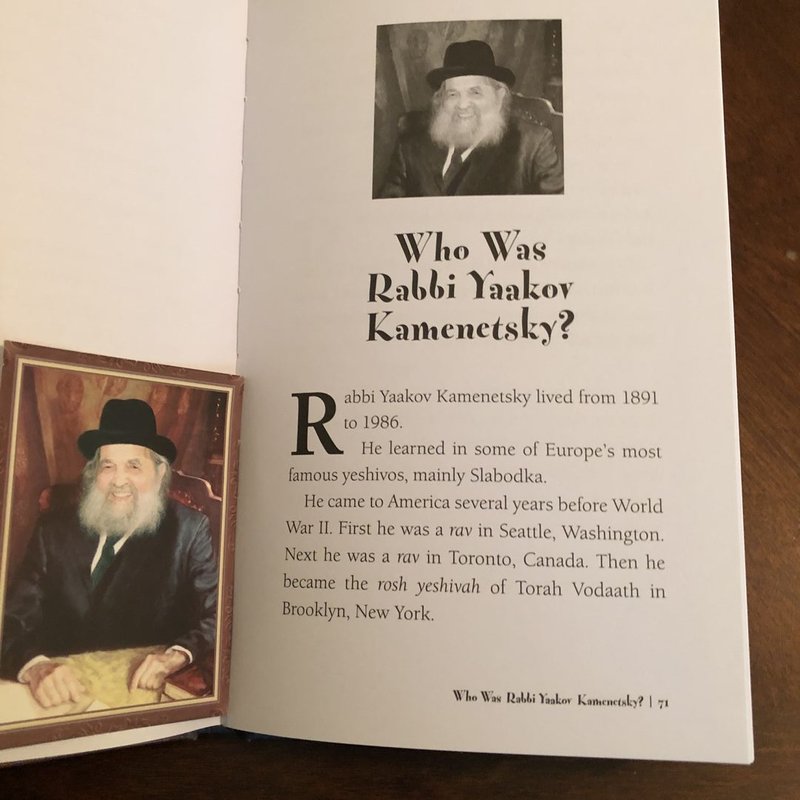 Who Was
Rabbi Yaakov
Kamenetsky?
Rabbi Yaakov Kamenetsky lived from 1891
to 1986.
He learned in some of Europe's most
famous yeshivos, mainly Slabodka.
He came to America several years before World
War II. First he was a rav in Seattle, Washington.
Next he was a rav in Toronto, Canada. Then he
became the rosh yeshivah of Torah Vodaath in
Brooklyn, New York.
Who Was Rabbi Yaakov Kamenetsky? | 71